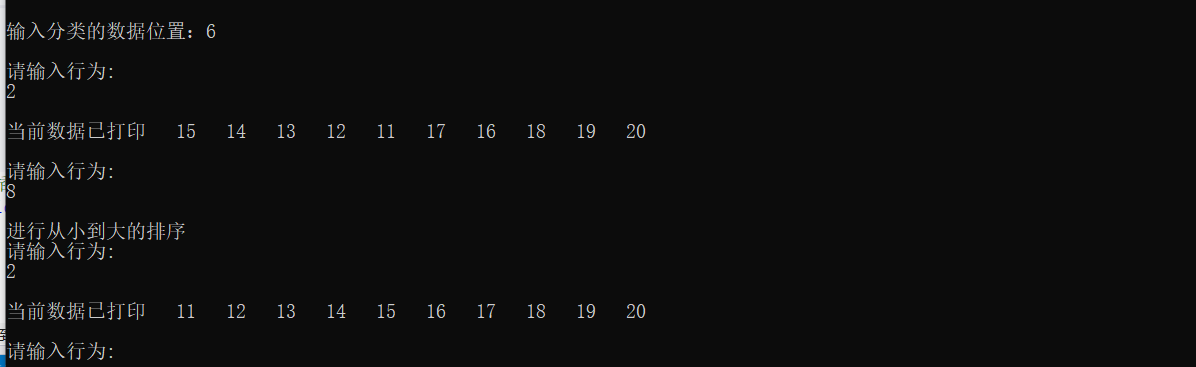 输入分类的数据位置：6
请输入行为:
2
当前数据已打印 15 14 13 12 11 17 16 18 19 20
请输入行为:
8
进行从小到大的排序
请输入行为:
2
当前数据已打印 11 12 13 14 15 16 17 18 19 20
请输入行为: